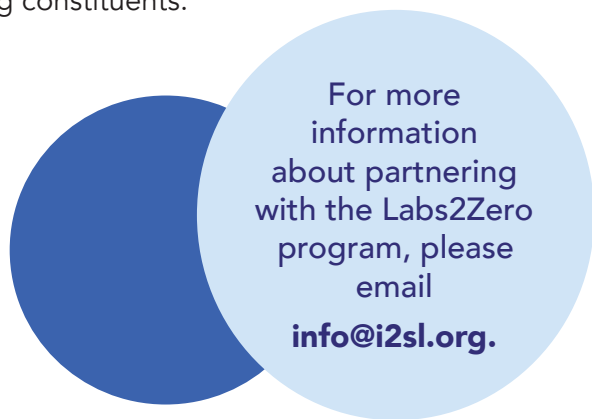 g constituents.
For more
information
about partnering
with the Labs2Zero
program, please
email
info@i2sl.org.